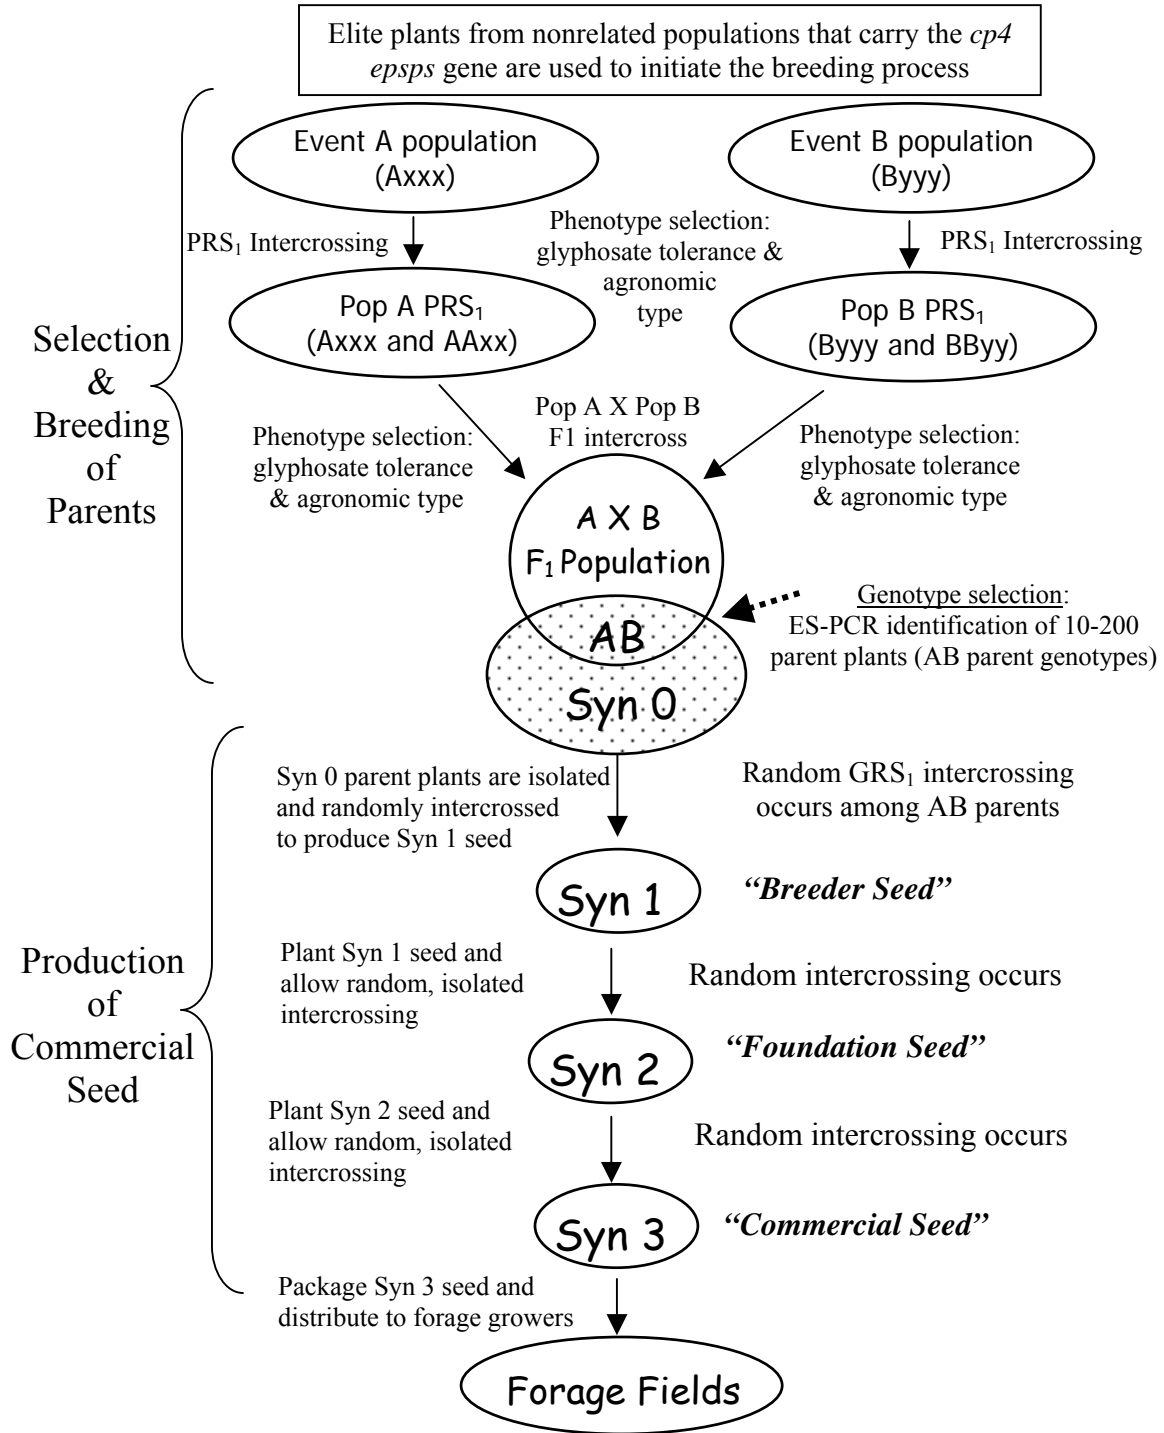 Elite plants from nonrelated populations that carry the cp4
epsps gene are used to initiate the breeding process
Event A population
(Axxx)
Event B population
(Byyy)
PRS₁ Intercrossing
Phenotype selection:
glyphosate tolerance &
agronomic
type
PRS₁ Intercrossing
Pop A PRS₁
(Axxx and AAxx)
Pop B PRS₁
(Byyy and BByy)
Selection
&
Breeding
of
Parents
Phenotype selection:
glyphosate tolerance
& agronomic type
Pop A X Pop B
F1 intercross
Phenotype selection:
glyphosate tolerance
& agronomic type
A X B
F₁ Population
AB
Syn 0
Genotype selection:
ES-PCR identification of 10-200
parent plants (AB parent genotypes)
Syn 0 parent plants are isolated
and randomly intercrossed
to produce Syn 1 seed
Random GRS₁ intercrossing
occurs among AB parents
Syn 1
“Breeder Seed”
Production
of
Commercial
Seed
Plant Syn 1 seed and
allow random, isolated
intercrossing
Random intercrossing occurs
Syn 2
“Foundation Seed”
Plant Syn 2 seed and
allow random, isolated
intercrossing
Random intercrossing occurs
Syn 3
“Commercial Seed”
Package Syn 3 seed and
distribute to forage growers
Forage Fields